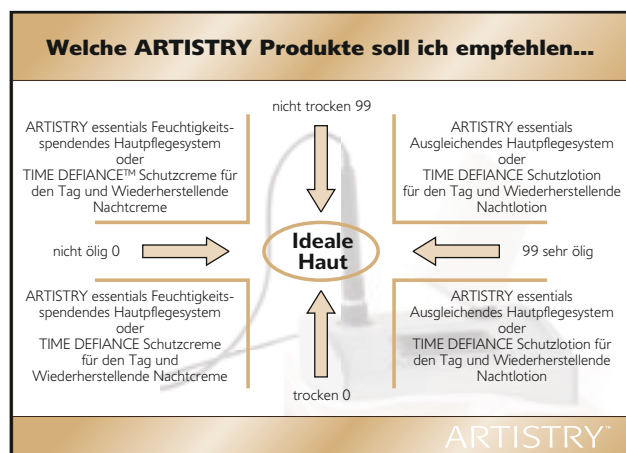 Welche ARTISTRY Produkte soll ich empfehlen...
nicht trocken 99
ARTISTRY essentials Feuchtigkeits-
spendendes Hautpflegesystem
oder
TIME DEFIANCE™ Schutzcreme für
den Tag und Wiederherstellende
Nachtcreme
ARTISTRY essentials
Ausgleichendes Hautpflegesystem
oder
TIME DEFIANCE Schutzlotion
für den Tag und Wiederherstellende
Nachtlotion
nicht ölig 0
Ideale
Haut
99 sehr ölig
ARTISTRY essentials Feuchtigkeits-
spendendes Hautpflegesystem
oder
TIME DEFIANCE Schutzcreme
für den Tag und
Wiederherstellende Nachtcreme
ARTISTRY essentials
Ausgleichendes Hautpflegesystem
oder
TIME DEFIANCE Schutzlotion für
den Tag und Wiederherstellende
Nachtlotion
trocken 0
ARTISTRY™